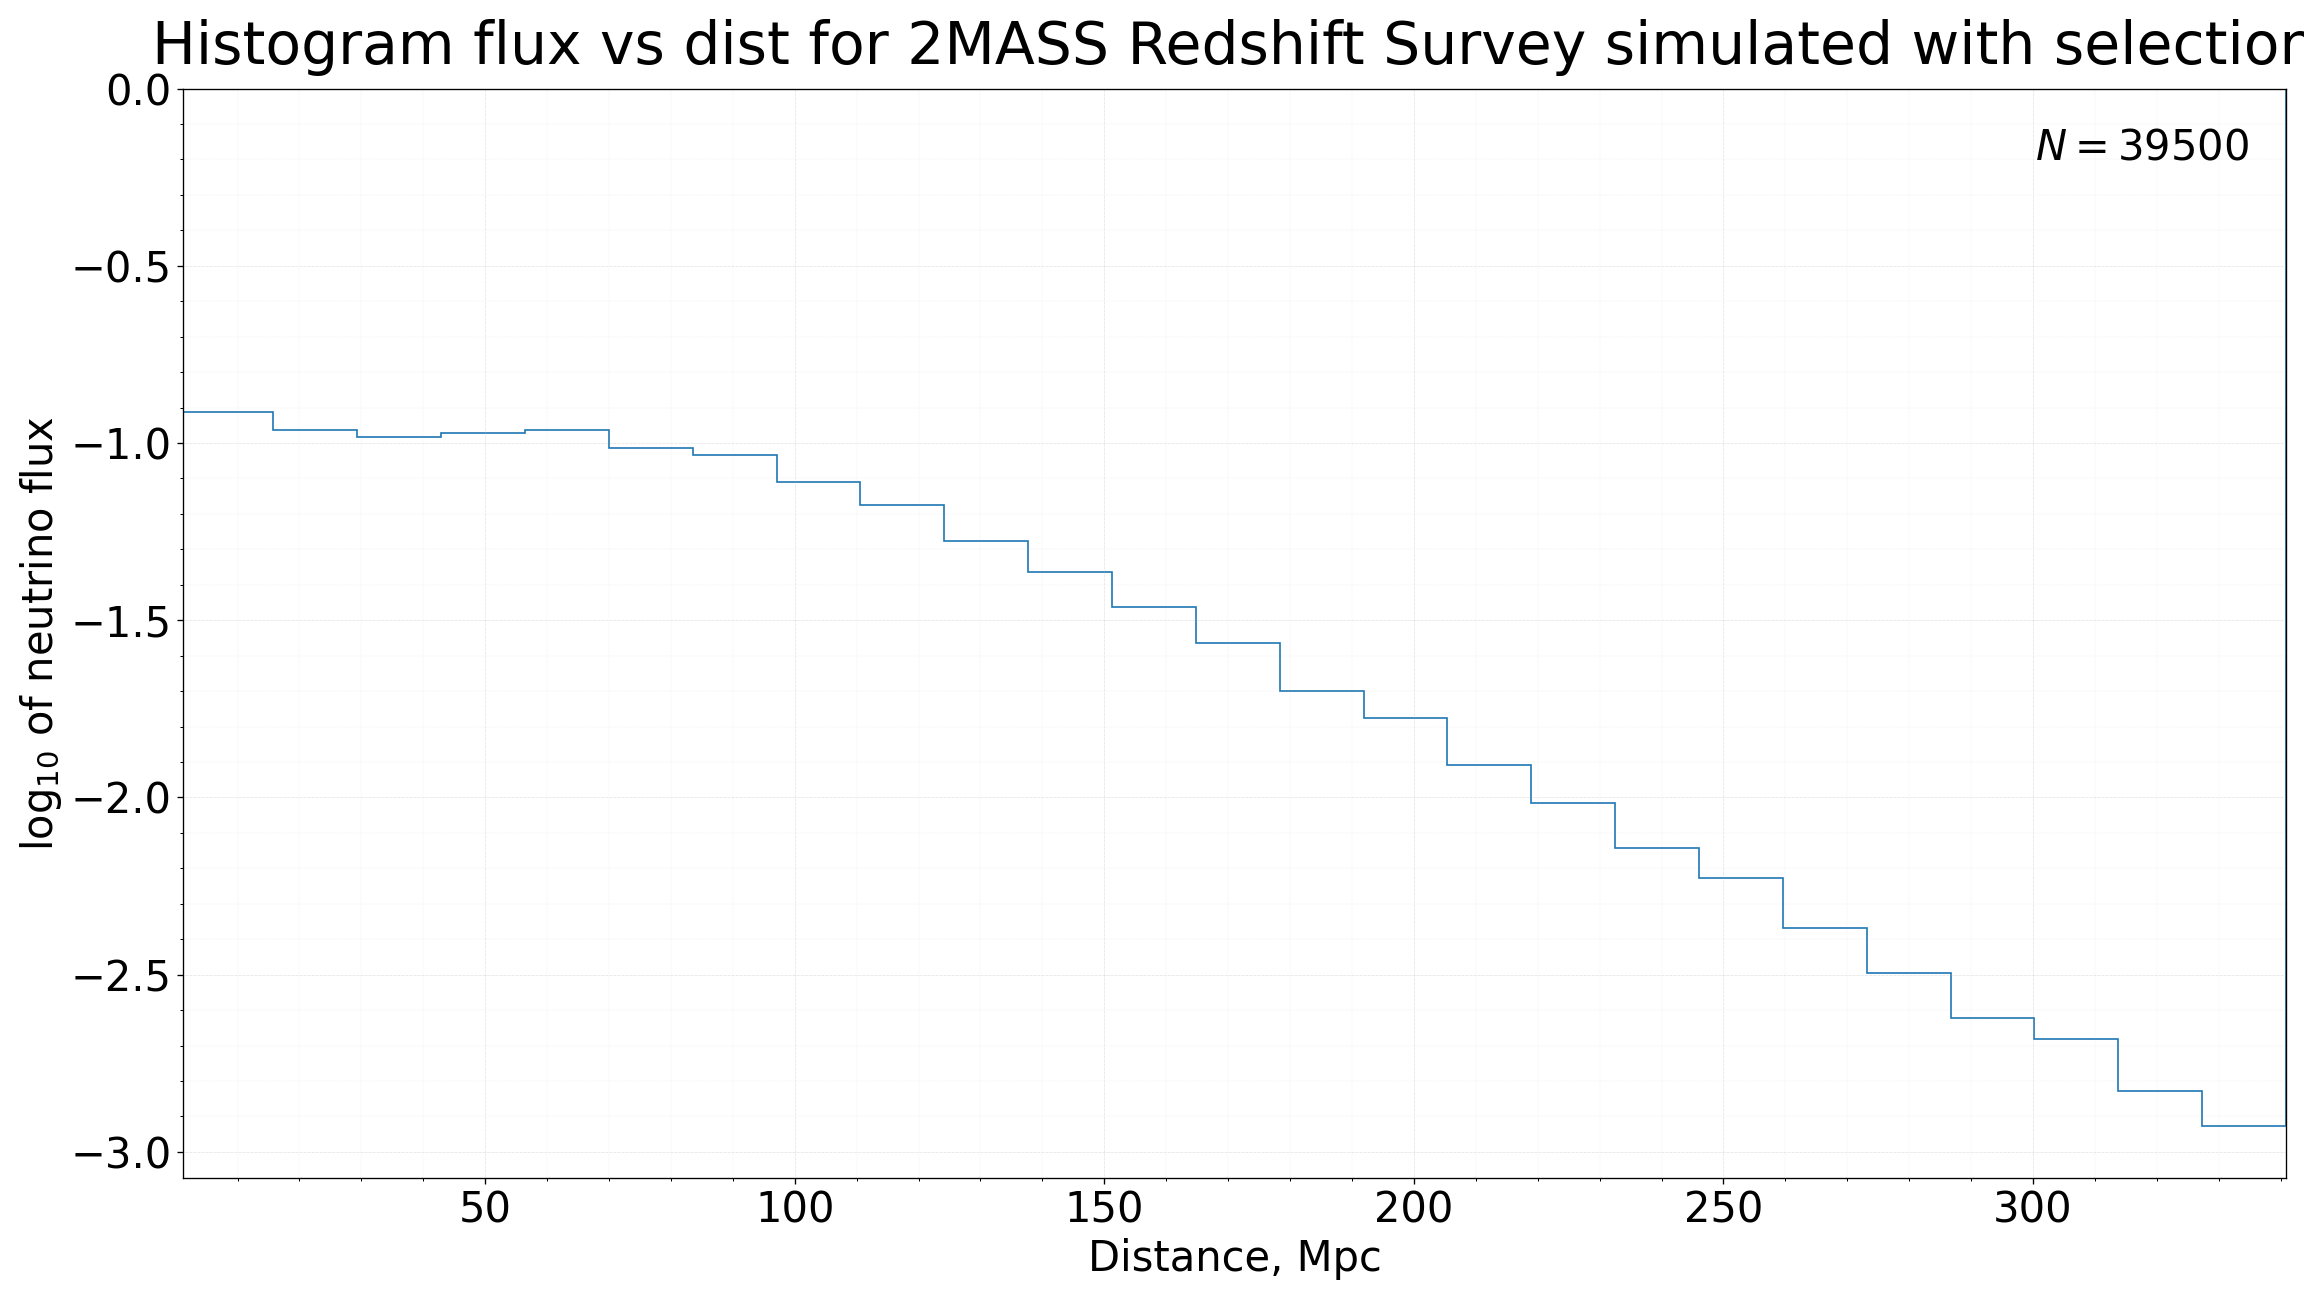 Histogram flux vs dist for 2MASS Redshift Survey simulated with selection
0.0
−0.5
−1.0
−1.5
−2.0
−2.5
−3.0
log₁₀ of neutrino flux
N = 39500
50 100 150 200 250 300
Distance, Mpc